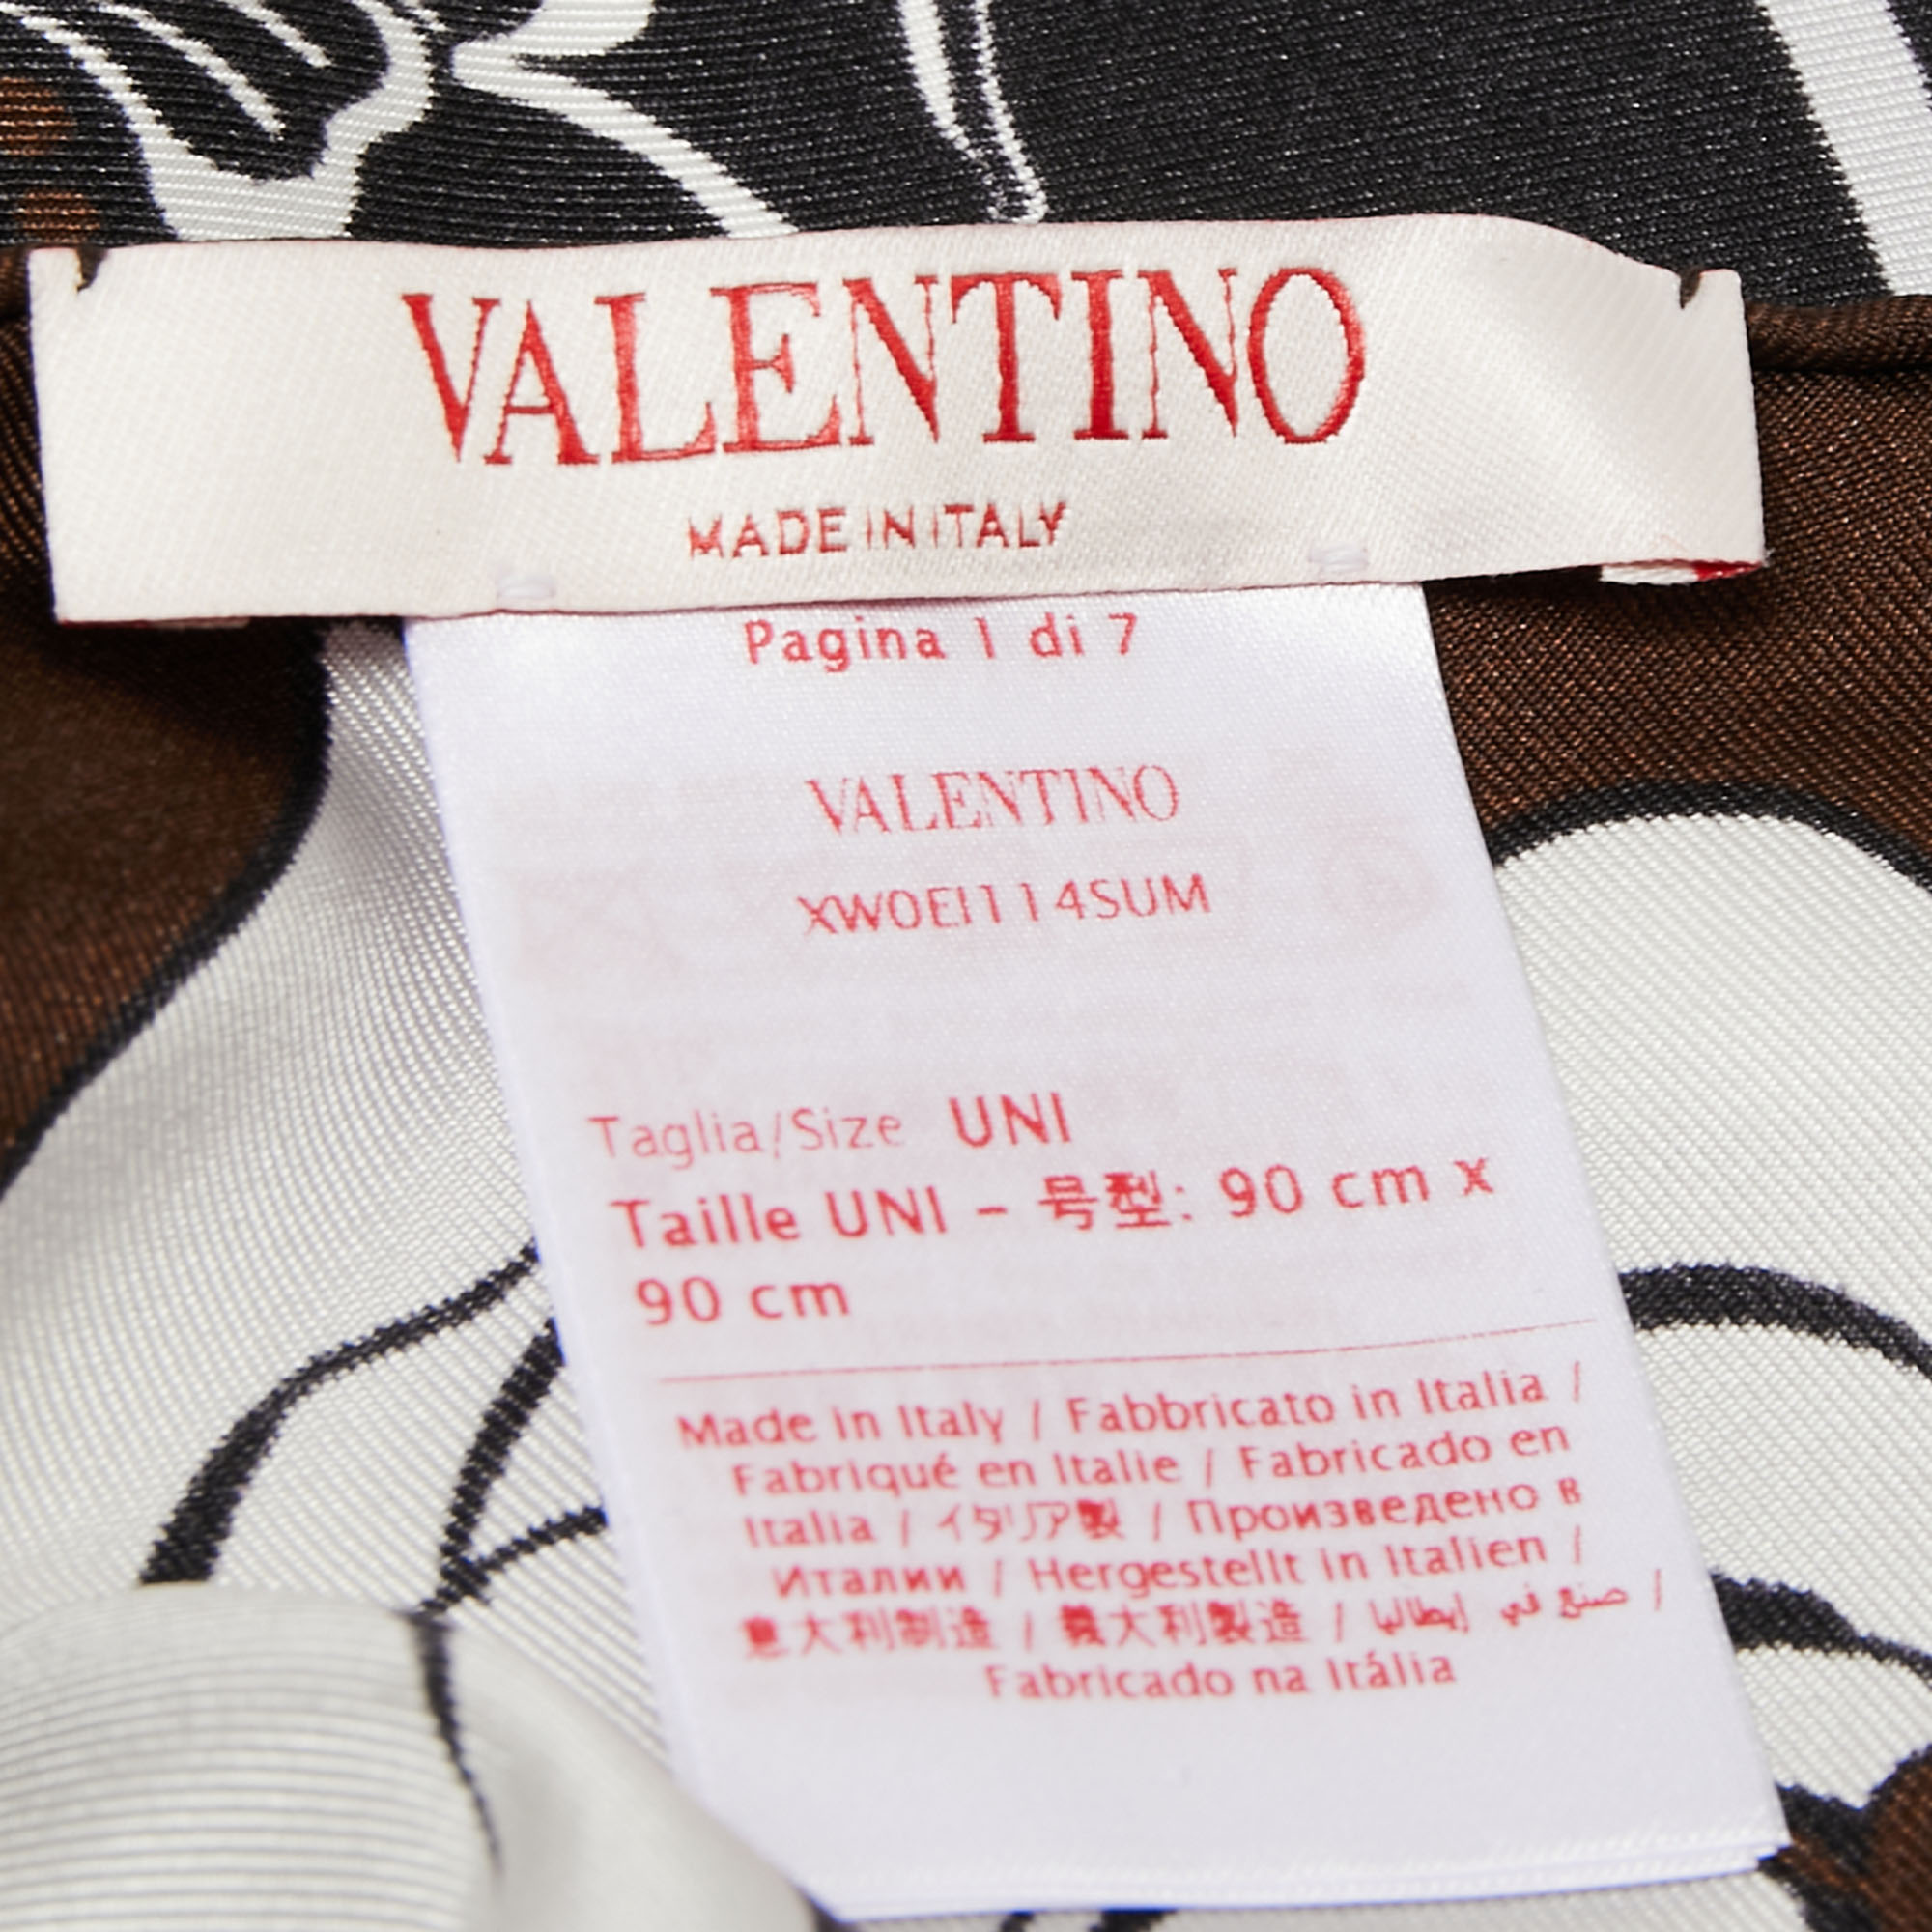 VALENTINO
MADE IN ITALY
Pagina 1 di 7
VALENTINO
XW0EI114SUM
Taglia/Size UNI
Taille UNI - 号型: 90 cm x
90 cm
Made in Italy / Fabbricato in Italia /
Fabriqué en Italie / Fabricado en
Italia / イタリア製 / Произведено в
Италии / Hergestellt in Italien /
意大利制造 / 義大利製造 / صنع في إيطاليا /
Fabricado na Itália